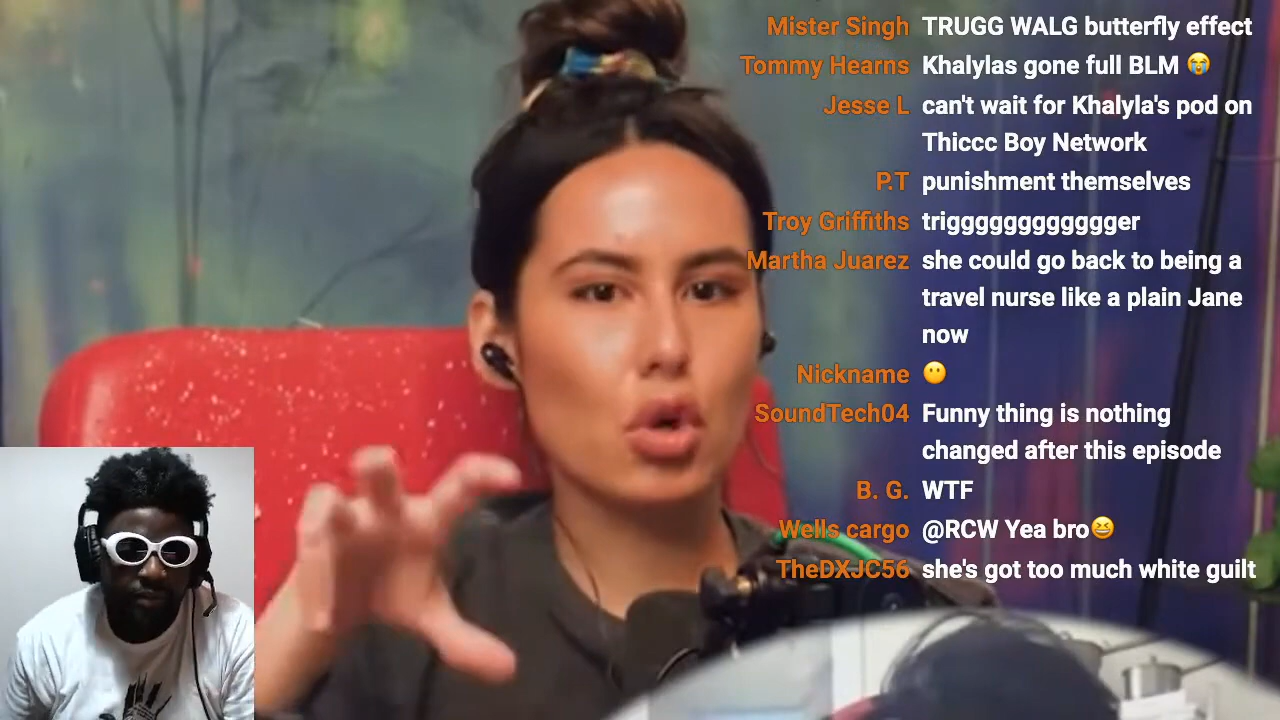 Mister Singh TRUGG WALG butterfly effect
Tommy Hearns Khalylas gone full BLM 😭
Jesse L can't wait for Khalyla's pod on
Thiccc Boy Network
P.T punishment themselves
Troy Griffiths trigggggggggggger
Martha Juarez she could go back to being a
travel nurse like a plain Jane
now
Nickname 😶
SoundTech04 Funny thing is nothing
changed after this episode
B. G. WTF
Wells cargo @RCW Yea bro😆
TheDXJC56 she's got too much white guilt